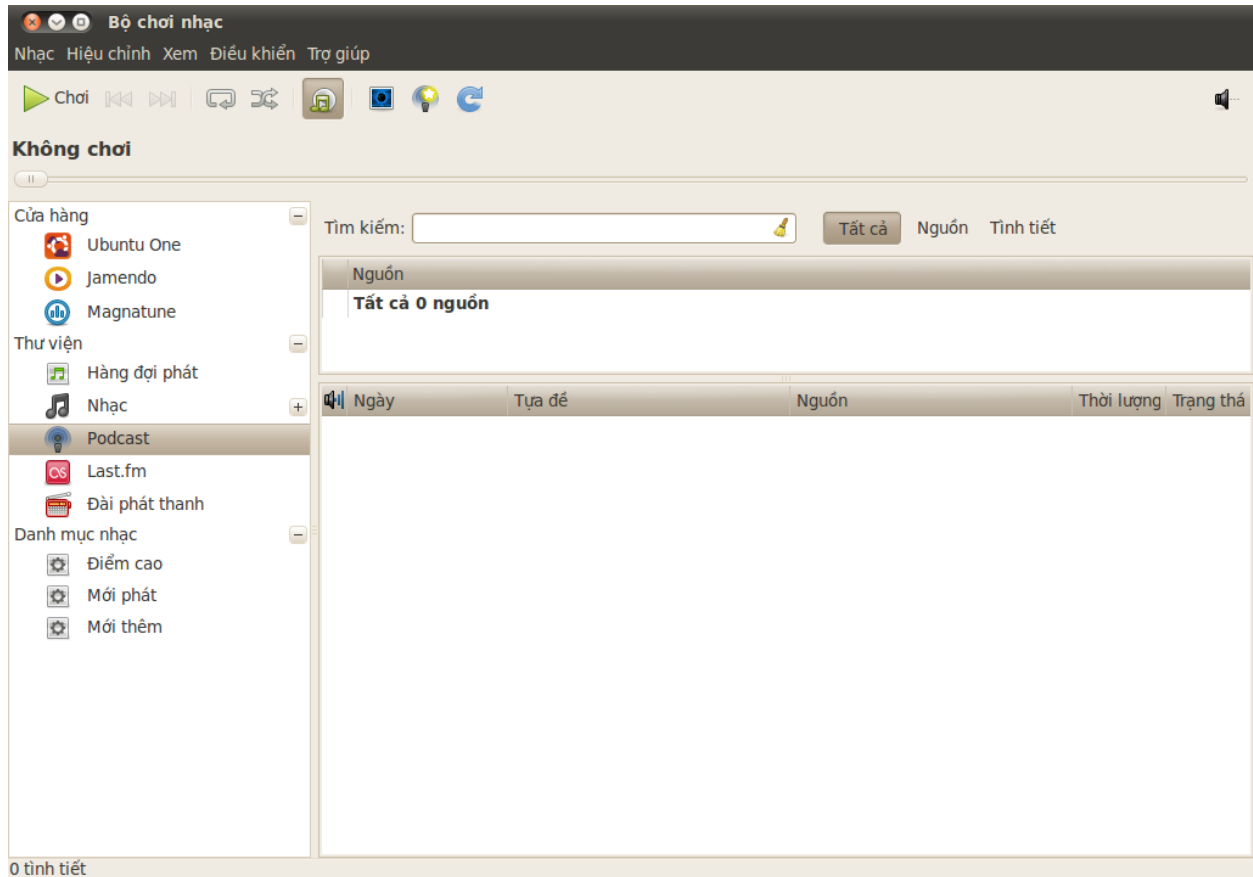 Bộ chơi nhạc
Nhạc Hiệu chỉnh Xem Điều khiển Trợ giúp
Chơi
Không chơi
Cửa hàng
Ubuntu One
Jamendo
Magnatune
Thư viện
Hàng đợi phát
Nhạc
Podcast
Last.fm
Đài phát thanh
Danh mục nhạc
Điểm cao
Mới phát
Mới thêm
Tìm kiếm: Tất cả Nguồn Tình tiết
Nguồn
Tất cả 0 nguồn
Ngày Tựa đề Nguồn Thời lượng Trạng thá
0 tình tiết